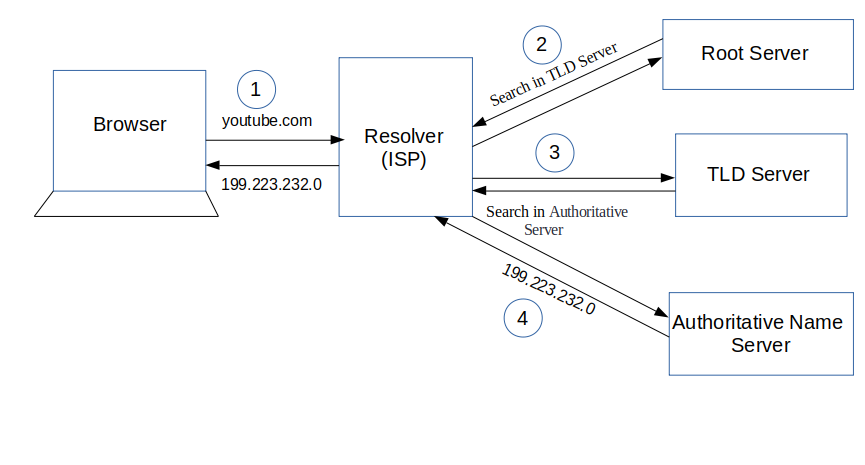 Browser
1
youtube.com
199.223.232.0
Resolver
(ISP)
2
Search in TLD Server
Root Server
3
TLD Server
Search in Authoritative
Server
199.223.232.0
4
Authoritative Name
Server